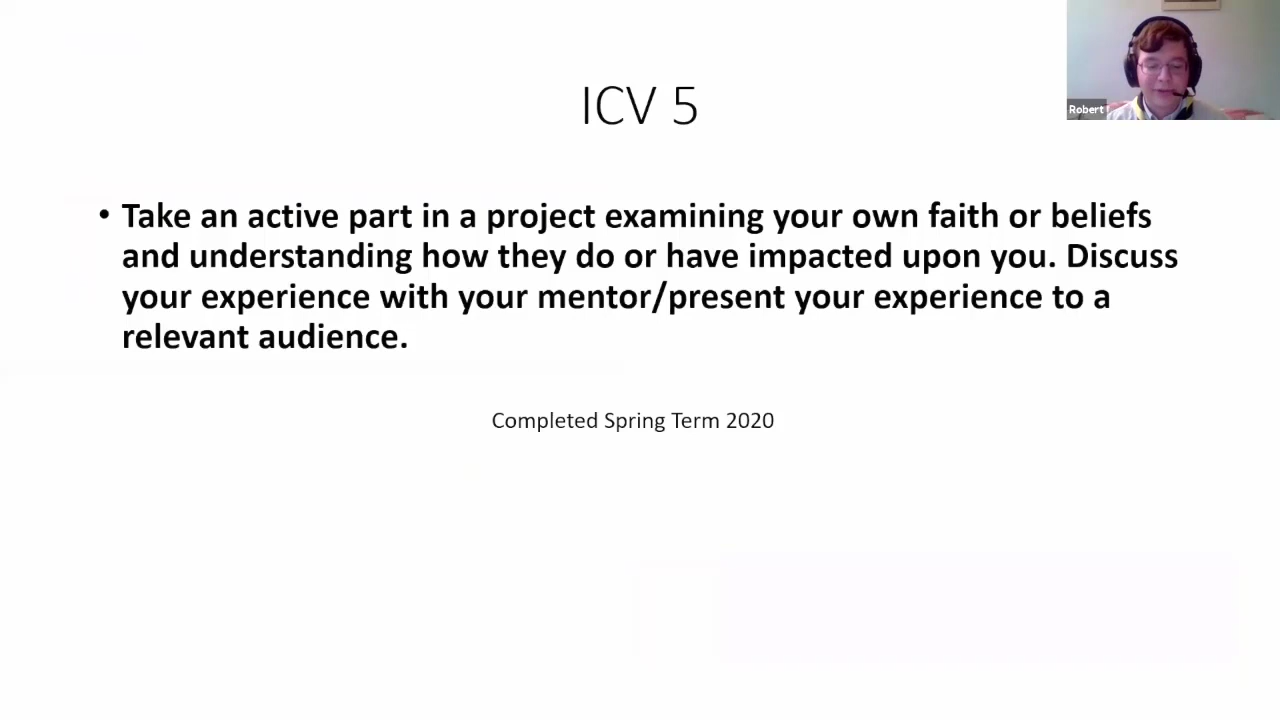 ICV 5
Robert
• Take an active part in a project examining your own faith or beliefs
and understanding how they do or have impacted upon you. Discuss
your experience with your mentor/present your experience to a
relevant audience.
Completed Spring Term 2020